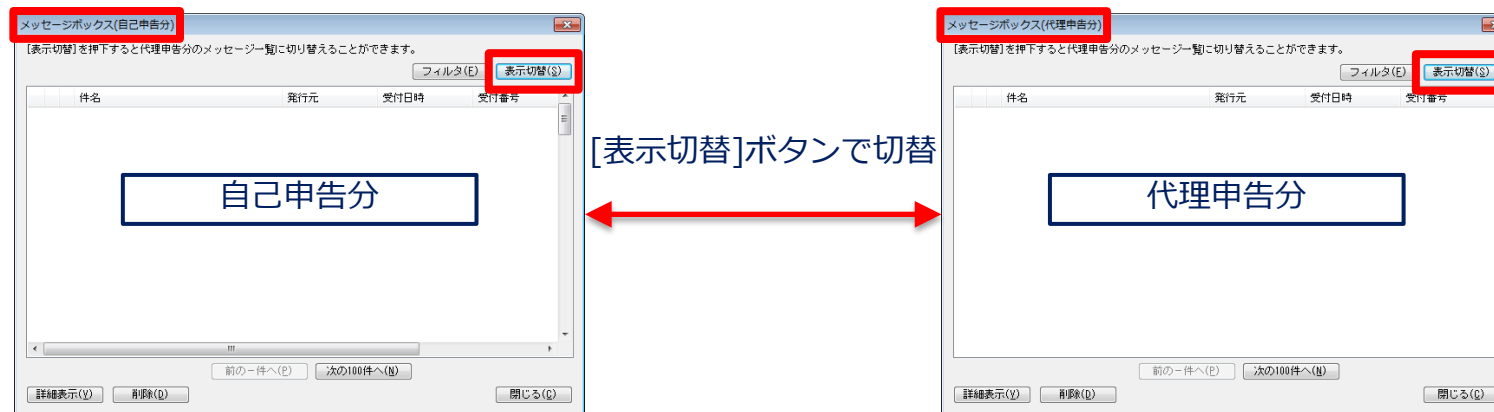 メッセージボックス(自己申告分)
[表示切替]を押下すると代理申告分のメッセージ一覧に切り替えることができます。
フィルタ(F) 表示切替(S)
件名 発行元 受付日時 受付番号
自己申告分
前の－件へ(P) 次の100件へ(N)
詳細表示(V) 削除(D) 閉じる(C)
[表示切替]ボタンで切替
メッセージボックス(代理申告分)
[表示切替]を押下すると代理申告分のメッセージ一覧に切り替えることができます。
フィルタ(F) 表示切替(S)
件名 発行元 受付日時 受付番号
代理申告分
前の－件へ(P) 次の100件へ(N)
詳細表示(V) 削除(D) 閉じる(C)